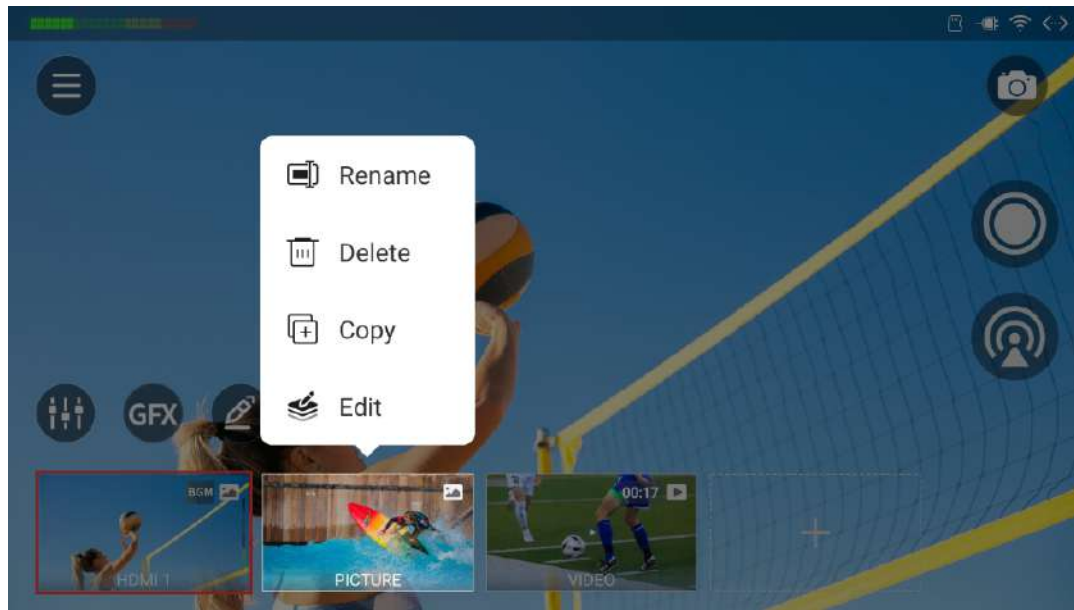 Rename
Delete
Copy
Edit
GFX
BGM
HDMI 1
PICTURE
00:17
VIDEO